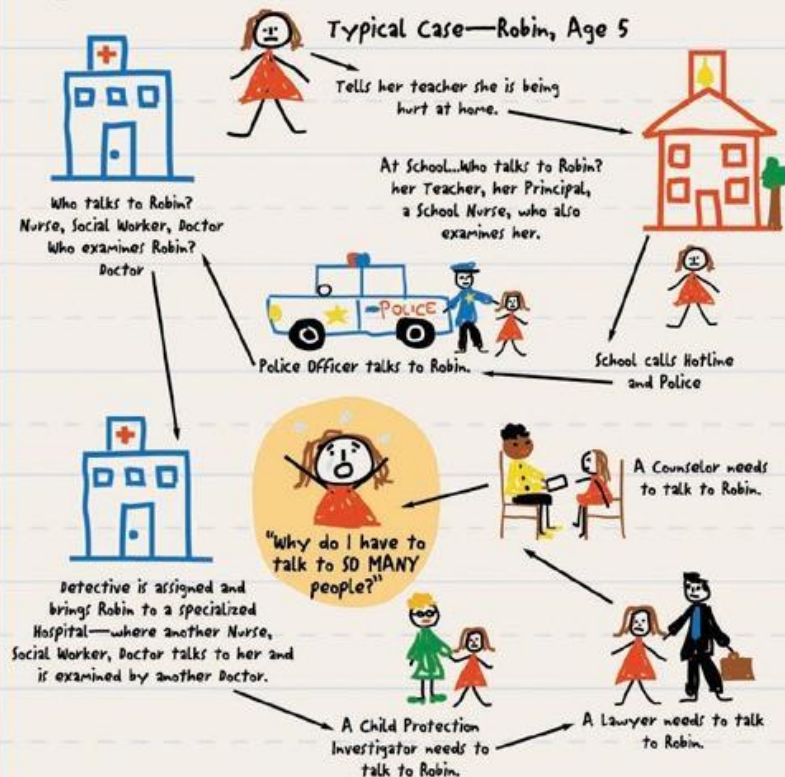 Typical Case—Robin, Age 5
Tells her teacher she is being
hurt at home.
At School...Who talks to Robin?
her Teacher, her Principal,
a School Nurse, who also
examines her.
School calls Hotline
and Police
POLICE
Police Officer talks to Robin.
Who talks to Robin?
Nurse, Social Worker, Doctor
Who examines Robin?
Doctor
Detective is assigned and
brings Robin to a specialized
Hospital—where another Nurse,
Social Worker, Doctor talks to her and
is examined by another Doctor.
A Child Protection
Investigator needs to
talk to Robin.
A Lawyer needs to talk
to Robin.
A Counselor needs
to talk to Robin.
"Why do I have to
talk to SO MANY
people?"